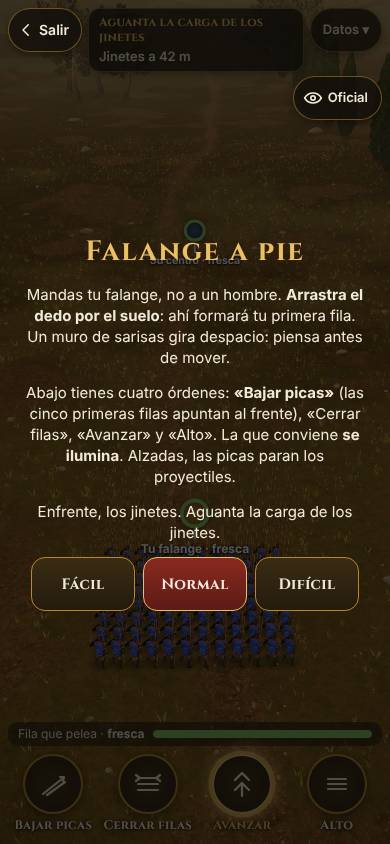 Salir
AGUANTA LA CARGA DE LOS
JINETES
Jinetes a 42 m
Datos ▾
Oficial
FALANGE A PIE
Su centro · fresca
Mandas tu falange, no a un hombre. Arrastra el
dedo por el suelo: ahí formará tu primera fila.
Un muro de sarisas gira despacio: piensa antes
de mover.
Abajo tienes cuatro órdenes: «Bajar picas» (las
cinco primeras filas apuntan al frente), «Cerrar
filas», «Avanzar» y «Alto». La que conviene se
ilumina. Alzadas, las picas paran los
proyectiles.
Enfrente, los jinetes. Aguanta la carga de los
jinetes.
Tu falange · fresca
FÁCIL
NORMAL
DIFÍCIL
Fila que pelea · fresca
BAJAR PICAS
CERRAR FILAS
AVANZAR
ALTO